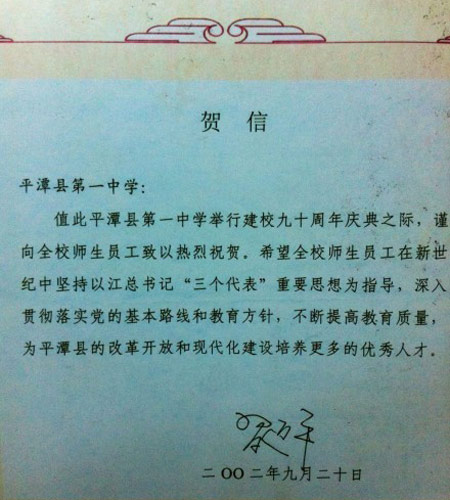 贺 信
平潭县第一中学:
值此平潭县第一中学举行建校九十周年庆典之际,谨
向全校师生员工致以热烈祝贺。希望全校师生员工在新世
纪中坚持以江总书记“三个代表”重要思想为指导,深入
贯彻落实党的基本路线和教育方针,不断提高教育质量,
为平潭县的改革开放和现代化建设培养更多的优秀人才。
二OO二年九月二十日